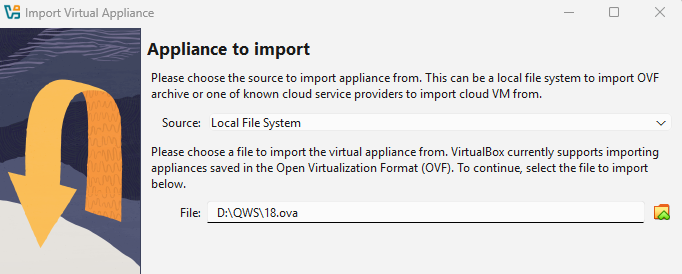 Import Virtual Appliance
Appliance to import
Please choose the source to import appliance from. This can be a local file system to import OVF
archive or one of known cloud service providers to import cloud VM from.
Source: Local File System
Please choose a file to import the virtual appliance from. VirtualBox currently supports importing
appliances saved in the Open Virtualization Format (OVF). To continue, select the file to import
below.
File: D:\QWS\18.ova